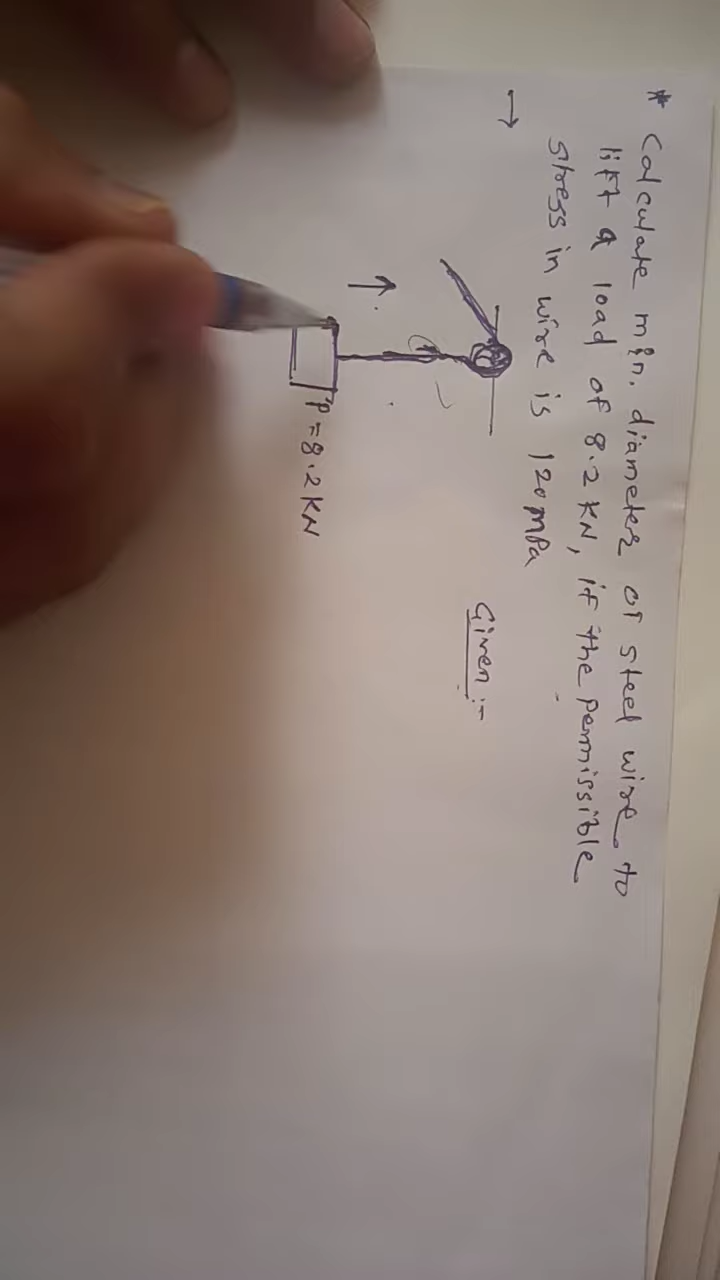 * Calculate min. diameter of steel wire to
lift a load of 8.2 KN, if the permissible
stress in wire is 120 MPa
→
Given :-
P = 8.2 KN